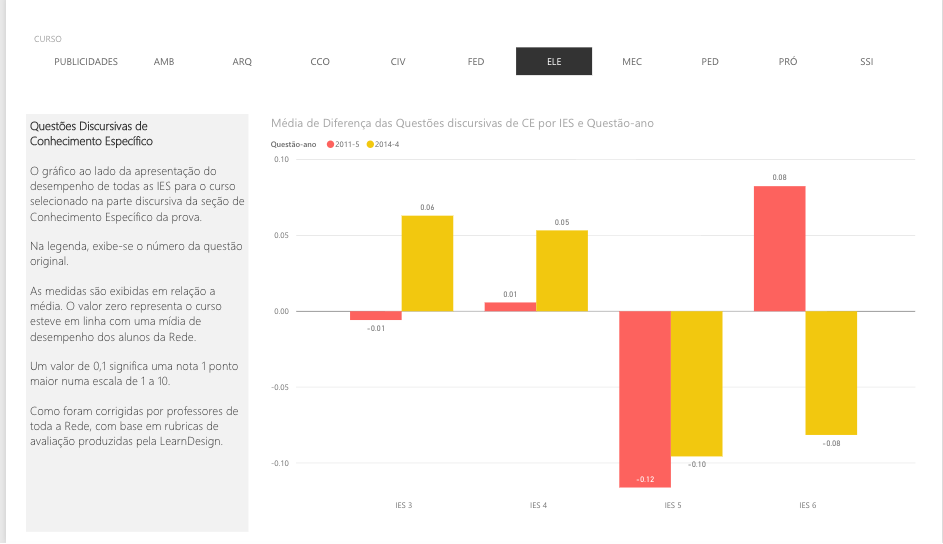 CURSO
PUBLICIDADES AMB ARQ CCO CIV FED ELE MEC PED PRÓ SSI
Questões Discursivas de
Conhecimento Específico
O gráfico ao lado da apresentação do
desempenho de todas as IES para o curso
selecionado na parte discursiva da seção de
Conhecimento Específico da prova.
Na legenda, exibe-se o número da questão
original.
As medidas são exibidas em relação a
média. O valor zero representa o curso
esteve em linha com uma mídia de
desempenho dos alunos da Rede.
Um valor de 0,1 significa uma nota 1 ponto
maior numa escala de 1 a 10.
Como foram corrigidas por professores de
toda a Rede, com base em rubricas de
avaliação produzidas pela LearnDesign.
Média de Diferença das Questões discursivas de CE por IES e Questão-ano
Questão-ano 2011-5 2014-4
0.10
0.08
0.06
0.05
0.05
0.01
0.00
-0.01
-0.05
-0.08
-0.10
-0.10
-0.12
IES 3 IES 4 IES 5 IES 6